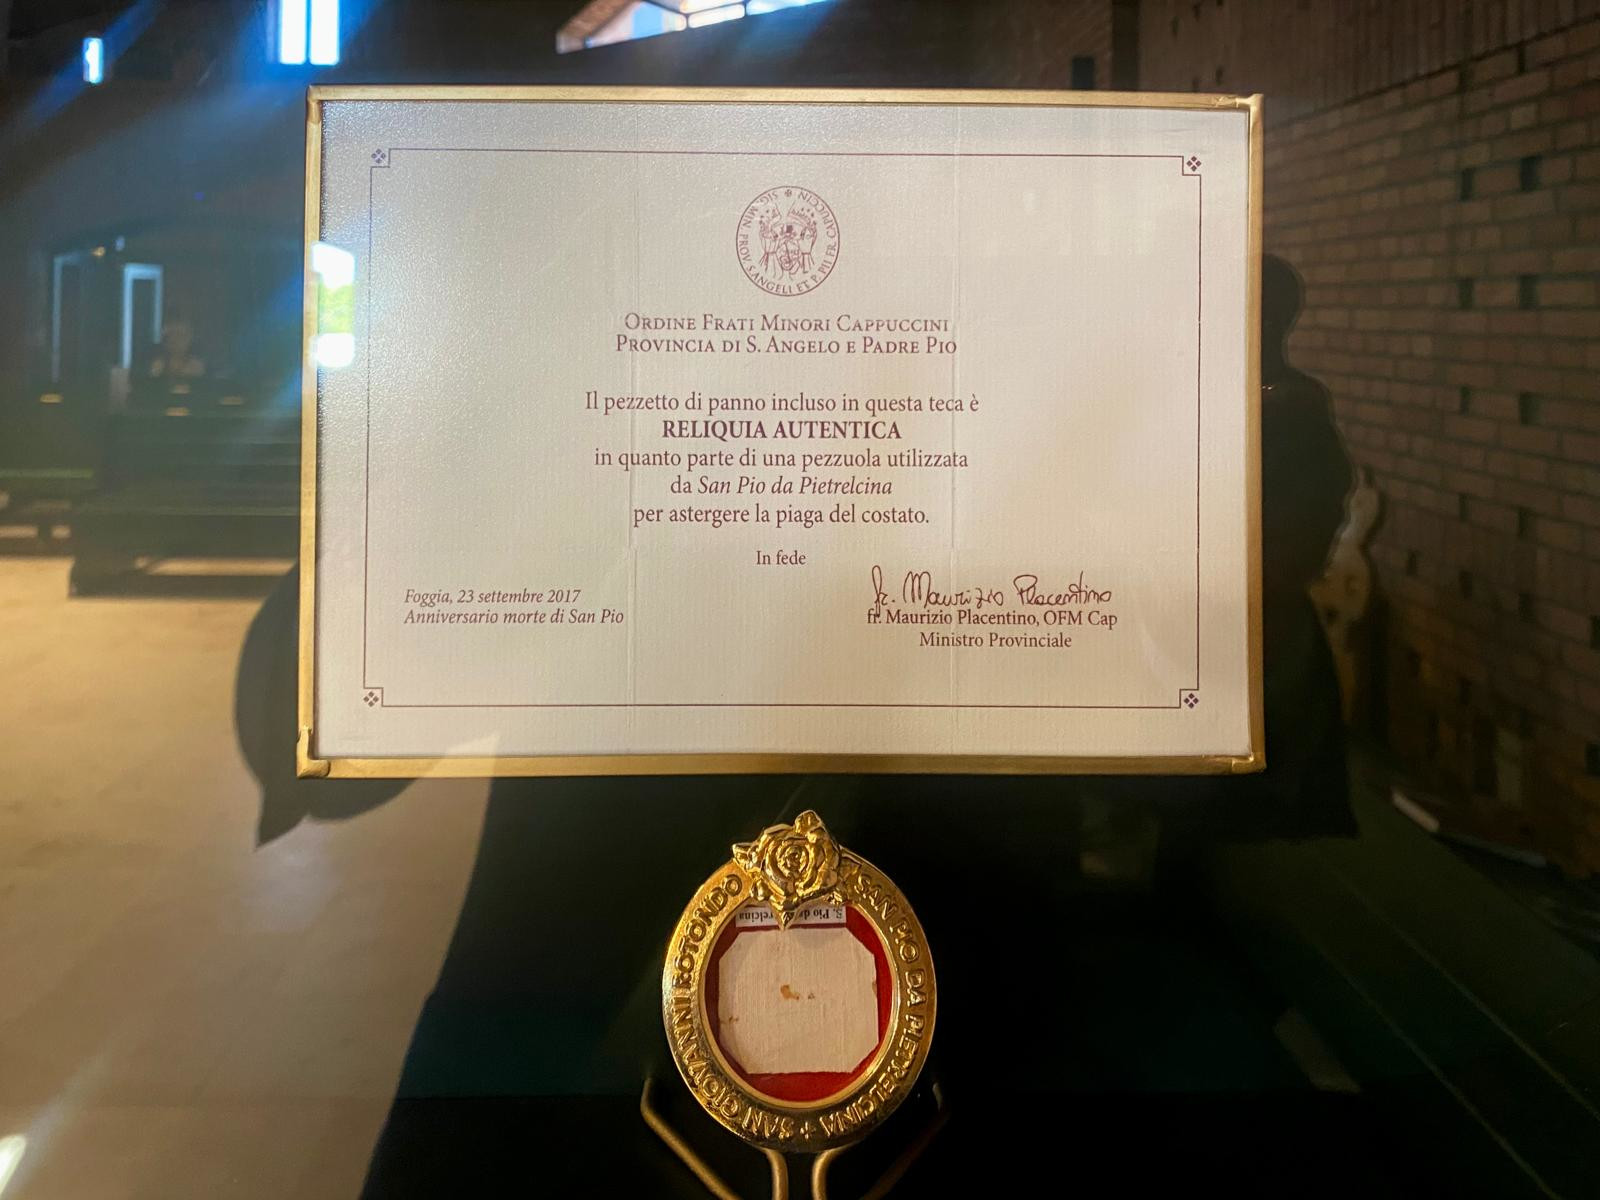 SIG. MIN. PROV. S. ANGELI ET P. PII FR. CAPUCCIN
ORDINE FRATI MINORI CAPPUCCINI
PROVINCIA DI S. ANGELO E PADRE PIO
Il pezzetto di panno incluso in questa teca è
RELIQUIA AUTENTICA
in quanto parte di una pezzuola utilizzata
da San Pio da Pietrelcina
per astergere la piaga del costato.
In fede
Foggia, 23 settembre 2017
Anniversario morte di San Pio
fr. Maurizio Placentino
fr. Maurizio Placentino, OFM Cap
Ministro Provinciale
S. Pio da
relcina
SAN PIO DA PIETRELCINA + SAN GIOVANNI ROTONDO